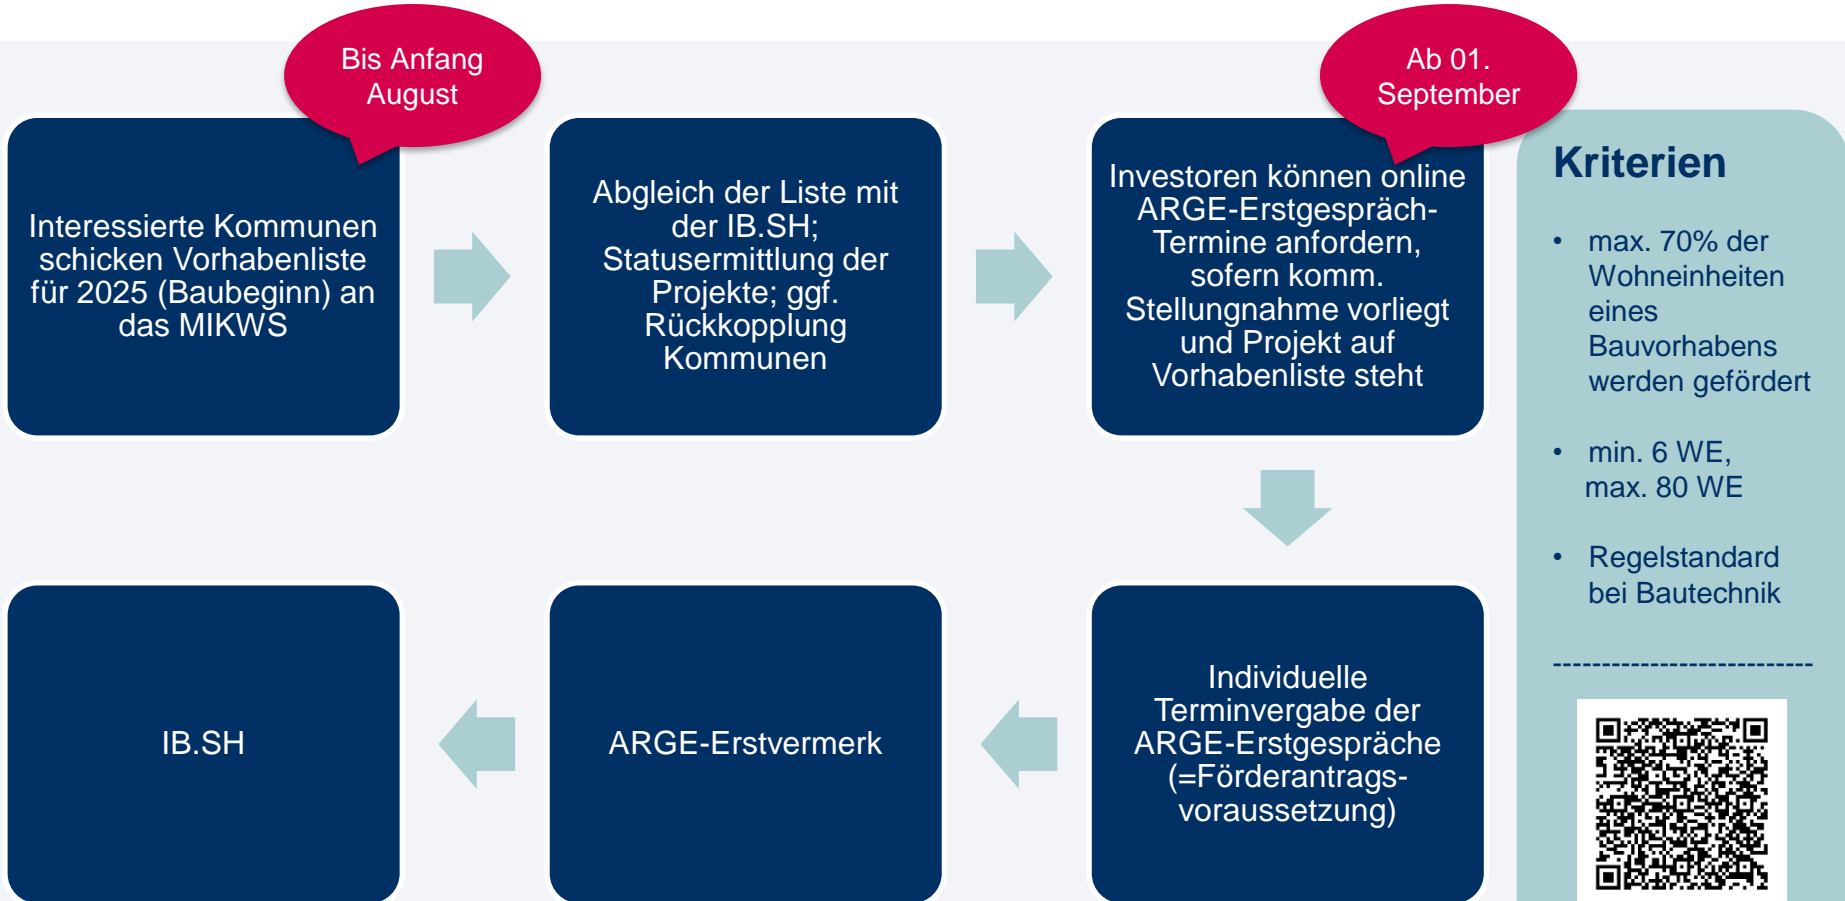 Bis Anfang
August
Interessierte Kommunen
schicken Vorhabenliste
für 2025 (Baubeginn) an
das MIKWS
Abgleich der Liste mit
der IB.SH;
Statusermittlung der
Projekte; ggf.
Rückkopplung
Kommunen
Ab 01.
September
Investoren können online
ARGE-Erstgespräch-
Termine anfordern,
sofern komm.
Stellungnahme vorliegt
und Projekt auf
Vorhabenliste steht
Individuelle
Terminvergabe der
ARGE-Erstgespräche
(=Förderantrags-
voraussetzung)
ARGE-Erstvermerk
IB.SH
Kriterien
• max. 70% der
Wohneinheiten
eines
Bauvorhabens
werden gefördert
• min. 6 WE,
max. 80 WE
• Regelstandard
bei Bautechnik
---------------------------